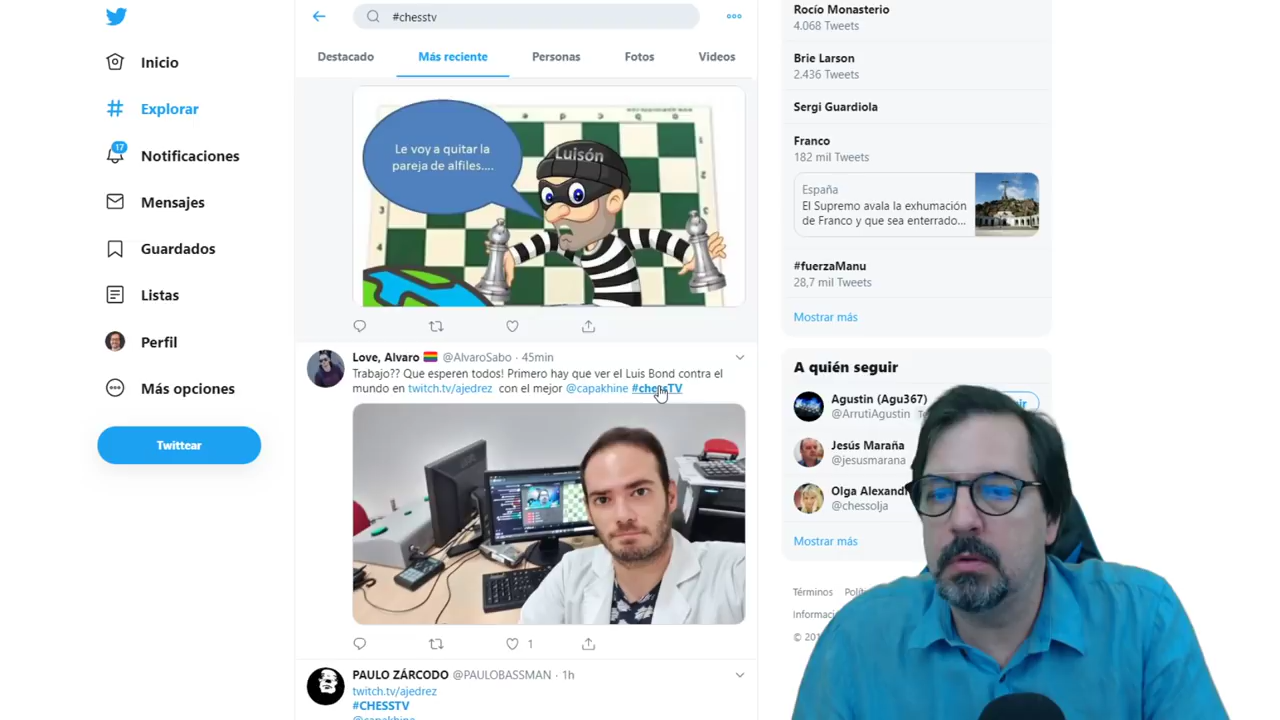 #chesstv
Destacado
Más reciente
Personas
Fotos
Videos
Inicio
Explorar
17
Notificaciones
Mensajes
Guardados
Listas
Perfil
Más opciones
Twittear
Le voy a quitar la
pareja de alfiles....
Luisón
Love, Alvaro 🏳️‍🌈 @AlvaroSabo · 45min
Trabajo?? Que esperen todos! Primero hay que ver el Luis Bond contra el
mundo en twitch.tv/ajedrez con el mejor @capakhine #chessTV
1
PAULO ZÁRCODO @PAULOBASSMAN · 1h
twitch.tv/ajedrez
#CHESSTV
@capakhine
Rocío Monasterio
4.068 Tweets
Brie Larson
2.436 Tweets
Sergi Guardiola
Franco
182 mil Tweets
España
El Supremo avala la exhumación
de Franco y que sea enterrado...
#fuerzaManu
28,7 mil Tweets
Mostrar más
A quién seguir
Agustin (Agu367)
@ArrutiAgustin
Jesús Maraña
@jesusmarana
Olga Alexand
@chessolja
Mostrar más
Términos